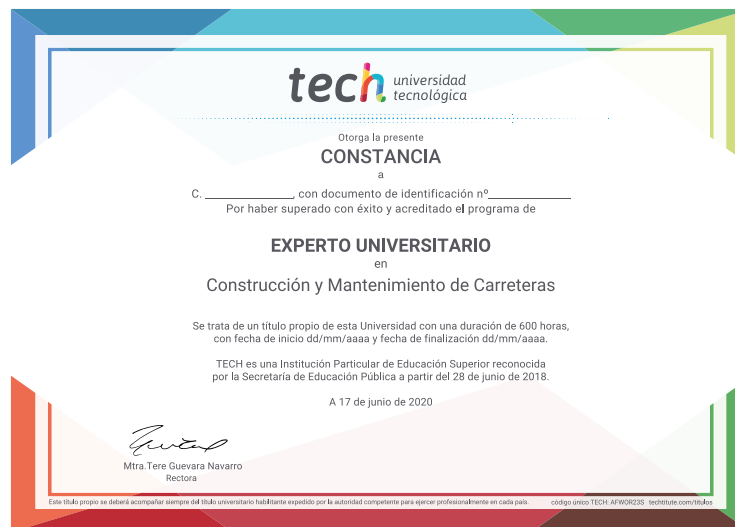 tech universidad
tecnológica
Otorga la presente
CONSTANCIA
a
C. ______________, con documento de identificación nº______________
Por haber superado con éxito y acreditado el programa de
EXPERTO UNIVERSITARIO
en
Construcción y Mantenimiento de Carreteras
Se trata de un título propio de esta Universidad con una duración de 600 horas,
con fecha de inicio dd/mm/aaaa y fecha de finalización dd/mm/aaaa.
TECH es una Institución Particular de Educación Superior reconocida
por la Secretaría de Educación Pública a partir del 28 de junio de 2018.
A 17 de junio de 2020
Mtra.Tere Guevara Navarro
Rectora
Este título propio se deberá acompañar siempre del título universitario habilitante expedido por la autoridad competente para ejercer profesionalmente en cada país. código único TECH: AFWOR23S techtitute.com/titulos